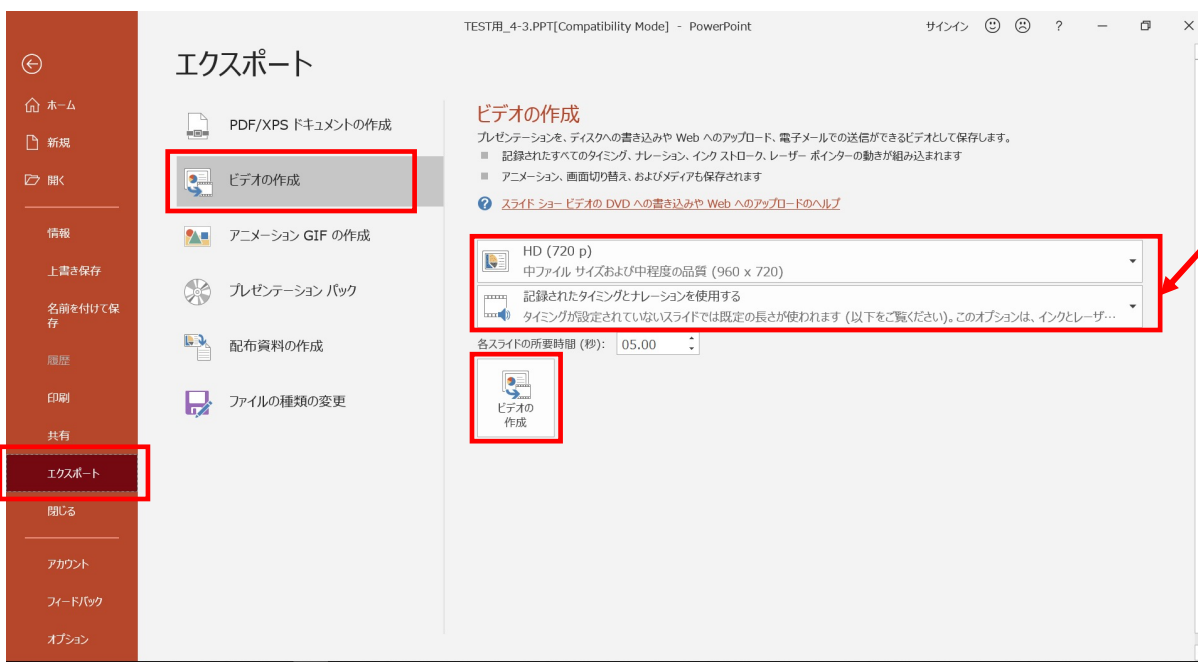 TEST用_4-3.PPT[Compatibility Mode] - PowerPoint
サインイン
?
エクスポート
ホーム
新規
開く
情報
上書き保存
名前を付けて保
存
履歴
印刷
共有
エクスポート
閉じる
アカウント
フィードバック
オプション
PDF/XPS ドキュメントの作成
ビデオの作成
アニメーション GIF の作成
プレゼンテーション パック
配布資料の作成
ファイルの種類の変更
ビデオの作成
プレゼンテーションを、ディスクへの書き込みや Web へのアップロード、電子メールでの送信ができるビデオとして保存します。
記録されたすべてのタイミング、ナレーション、インク ストローク、レーザー ポインターの動きが組み込まれます
アニメーション、画面切り替え、およびメディアも保存されます
スライド ショー ビデオの DVD への書き込みや Web へのアップロードのヘルプ
HD (720 p)
中ファイル サイズおよび中程度の品質 (960 x 720)
記録されたタイミングとナレーションを使用する
タイミングが設定されていないスライドでは既定の長さが使われます (以下をご覧ください)。このオプションは、インクとレーザ…
各スライドの所要時間 (秒): 05.00
ビデオの
作成